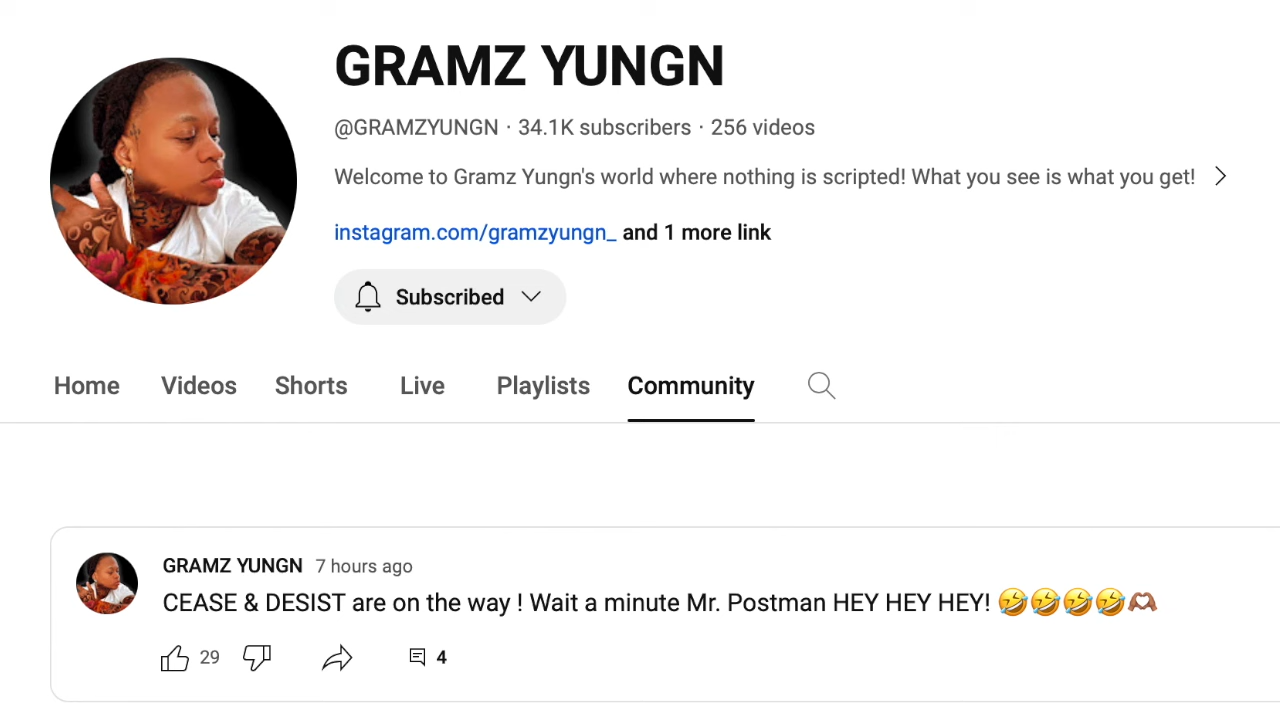 GRAMZ YUNGN
@GRAMZYUNGN · 34.1K subscribers · 256 videos
Welcome to Gramz Yungn's world where nothing is scripted! What you see is what you get!
instagram.com/gramzyungn_ and 1 more link
Subscribed
Home Videos Shorts Live Playlists Community
GRAMZ YUNGN 7 hours ago
CEASE & DESIST are on the way ! Wait a minute Mr. Postman HEY HEY HEY! 🤣🤣🤣🤣🫶🏾
29 4